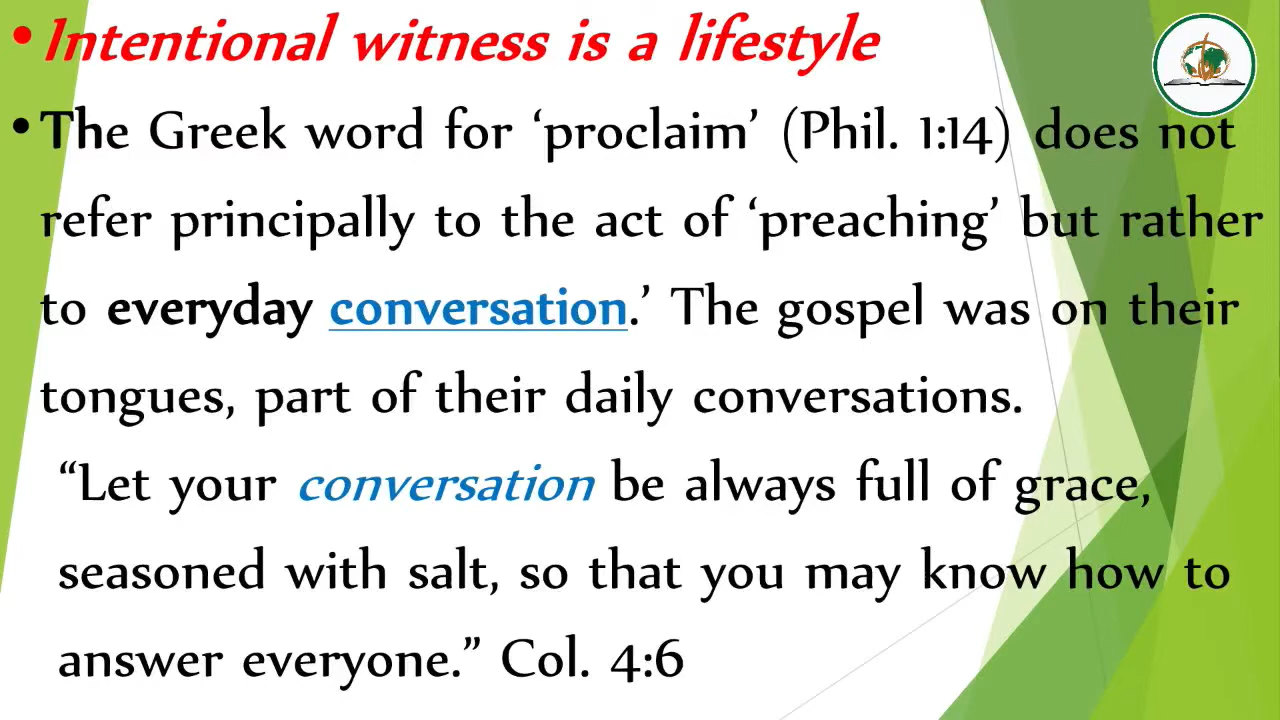 • Intentional witness is a lifestyle
• The Greek word for ‘proclaim’ (Phil. 1:14) does not
refer principally to the act of ‘preaching’ but rather
to everyday conversation.’ The gospel was on their
tongues, part of their daily conversations.
“Let your conversation be always full of grace,
seasoned with salt, so that you may know how to
answer everyone.” Col. 4:6